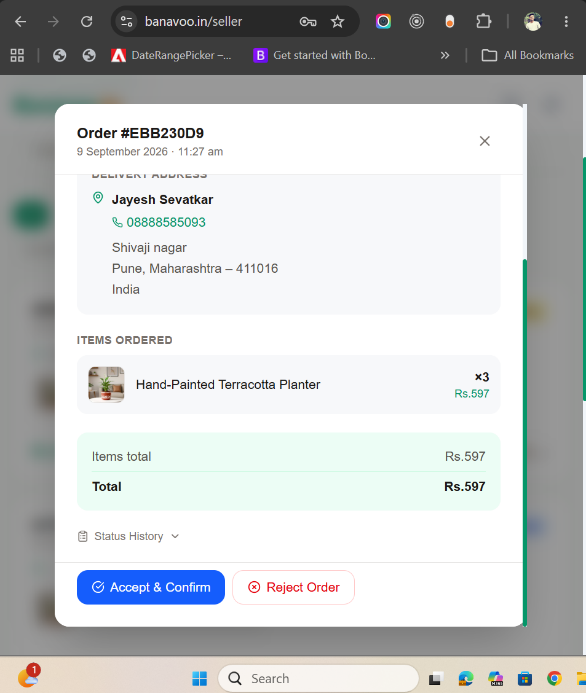 banavoo.in/seller
DateRangePicker –...
Get started with Bo...
All Bookmarks
Order #EBB230D9
9 September 2026 · 11:27 am
DELIVERY ADDRESS
Jayesh Sevatkar
08888585093
Shivaji nagar
Pune, Maharashtra – 411016
India
ITEMS ORDERED
Hand-Painted Terracotta Planter
×3
Rs.597
Items total Rs.597
Total Rs.597
Status History
Accept & Confirm Reject Order
1
Search